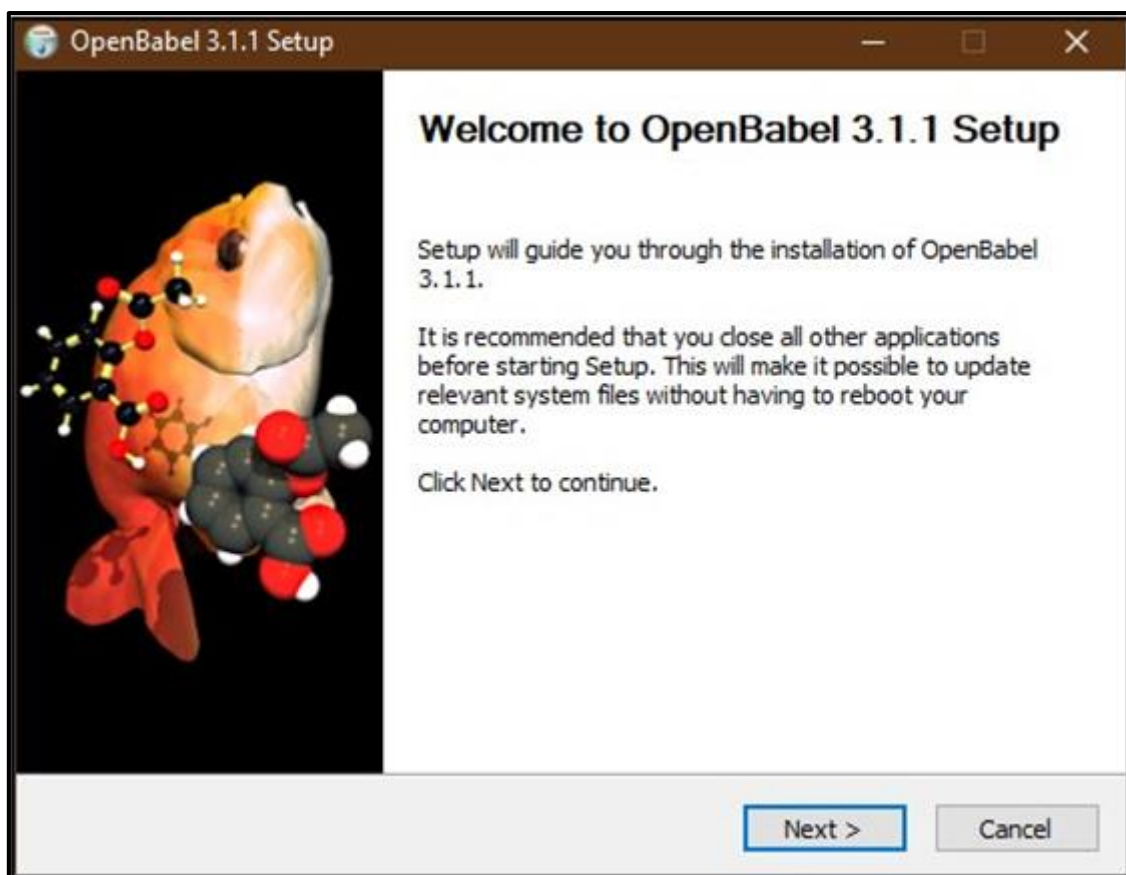 OpenBabel 3.1.1 Setup
Welcome to OpenBabel 3.1.1 Setup
Setup will guide you through the installation of OpenBabel
3.1.1.
It is recommended that you close all other applications
before starting Setup. This will make it possible to update
relevant system files without having to reboot your
computer.
Click Next to continue.
Next >
Cancel